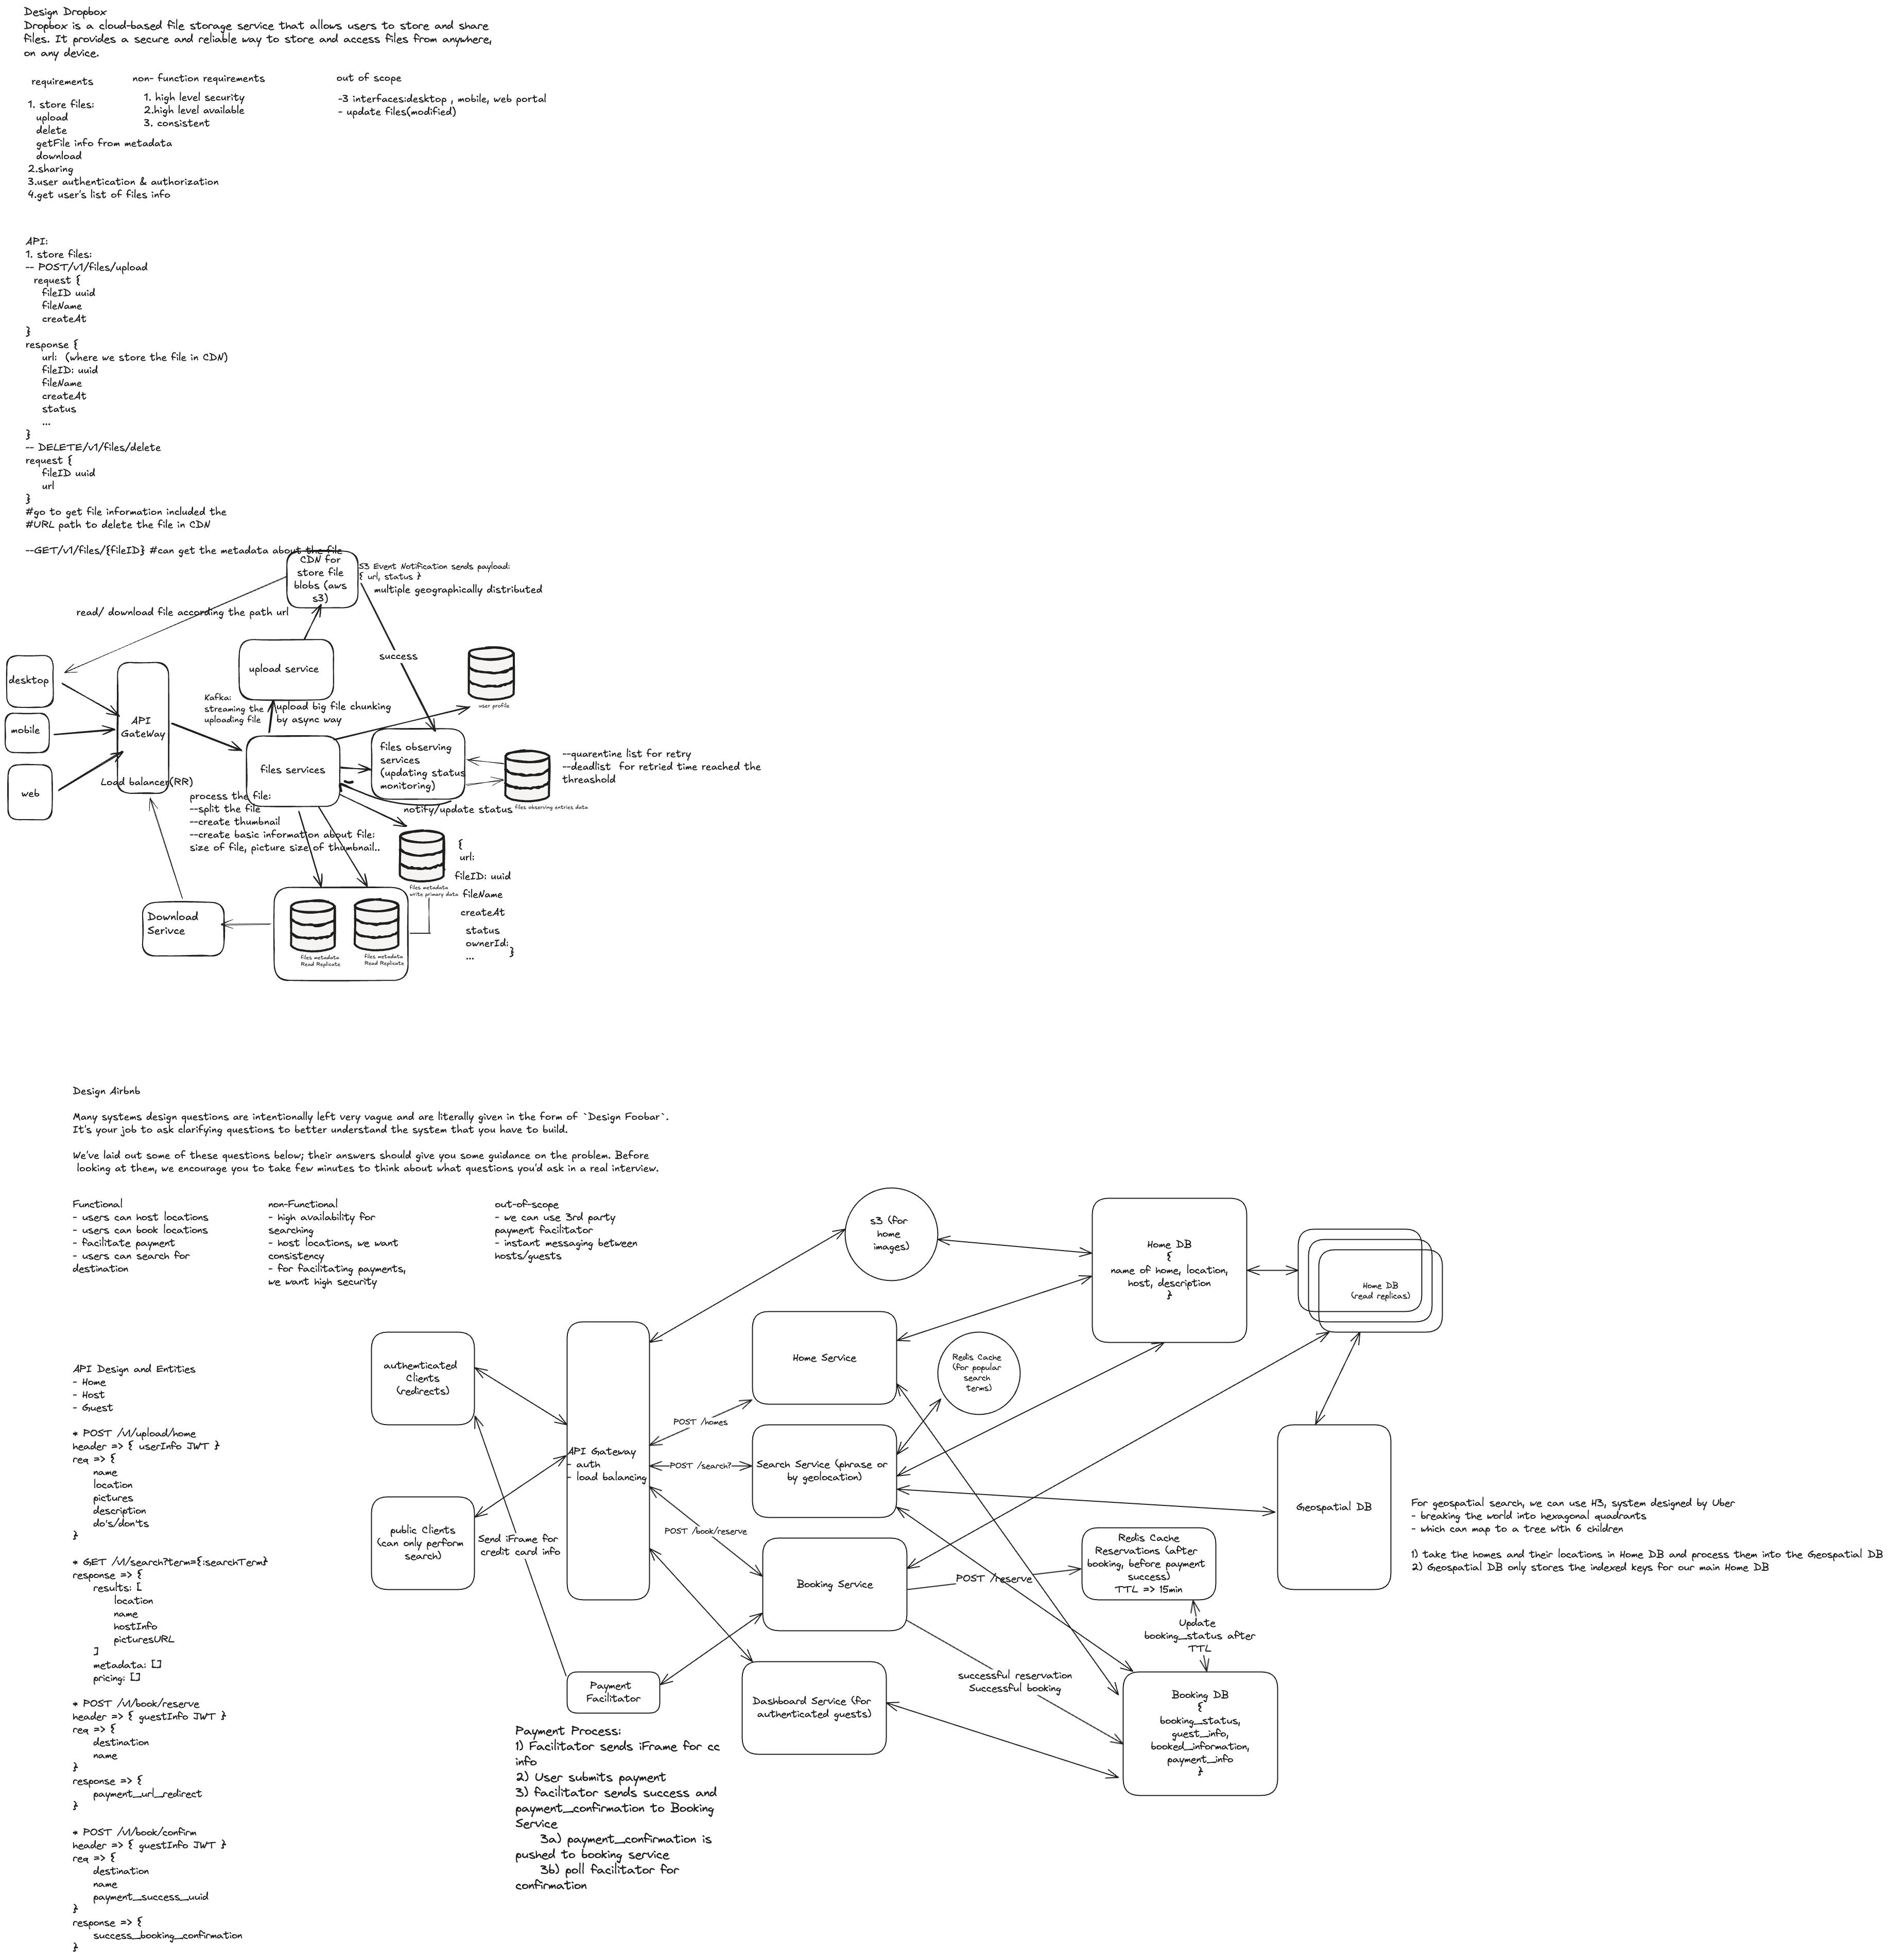 Design Dropbox
Dropbox is a cloud-based file storage service that allows users to store and share
files. It provides a secure and reliable way to store and access files from anywhere,
on any device.
requirements
1. store files:
upload
delete
getFile info from metadata
download
2.sharing
3.user authentication & authorization
4.get user's list of files info
non- function requirements
1. high level security
2.high level available
3. consistent
out of scope
-3 interfaces:desktop , mobile, web portal
- update files(modified)
API:
1. store files:
-- POST/v1/files/upload
request {
fileID uuid
fileName
createAt
}
response {
url:  (where we store the file in CDN)
fileID: uuid
fileName
createAt
status
...
}
-- DELETE/v1/files/delete
request {
fileID uuid
url
}
#go to get file information included the
#URL path to delete the file in CDN
--GET/v1/files/{fileID} #can get the metadata about the file
CDN for
store file
blobs (aws
s3)
S3 Event Notification sends payload:
{ url, status }
multiple geographically distributed
read/ download file according the path url
upload service
success
desktop
mobile
web
API
GateWay
Load balancer(RR)
Kafka:
streaming the
uploading file
upload big file chunking
by async way
user profile
files services
files observing
services
(updating status
monitoring)
--quarentine list for retry
--deadlist  for retried time reached the
threashold
files observing entries data
notify/update status
process the file:
--split the file
--create thumbnail
--create basic information about file:
size of file, picture size of thumbnail..
files metadata
write primary data
{
url:
fileID: uuid
fileName
createAt
status
ownerId:
...
}
Download
Serivce
files metadata
Read Replicate
files metadata
Read Replicate
Design Airbnb
Many systems design questions are intentionally left very vague and are literally given in the form of `Design Foobar`.
It's your job to ask clarifying questions to better understand the system that you have to build.
We've laid out some of these questions below; their answers should give you some guidance on the problem. Before
looking at them, we encourage you to take few minutes to think about what questions you'd ask in a real interview.
Functional
- users can host locations
- users can book locations
- facilitate payment
- users can search for
destination
non-Functional
- high availability for
searching
- host locations, we want
consistency
- for facilitating payments,
we want high security
out-of-scope
- we can use 3rd party
payment facilitator
- instant messaging between
hosts/guests
API Design and Entities
- Home
- Host
- Guest
* POST /v1/upload/home
header => { userInfo JWT }
req => {
name
location
pictures
description
do's/don'ts
}
* GET /v1/search?term={:searchTerm}
response => {
results: [
location
name
hostInfo
picturesURL
]
metadata: []
pricing: []
* POST /v1/book/reserve
header => { guestInfo JWT }
req => {
destination
name
}
response => {
payment_url_redirect
}
* POST /v1/book/confirm
header => { guestInfo JWT }
req => {
destination
name
payment_success_uuid
}
response => {
success_booking_confirmation
}
authenticated
Clients
(redirects)
public Clients
(can only perform
search)
Send iFrame for
credit card info
API Gateway
- auth
- load balancing
POST /homes
POST /search?
POST /book/reserve
s3 (for
home
images)
Home Service
Redis Cache
(for popular
search
terms)
Search Service (phrase or
by geolocation)
Booking Service
POST /reserve
Payment
Facilitator
Dashboard Service (for
authenticated guests)
Home DB
{
name of home, location,
host, description
}
Home DB
(read replicas)
Geospatial DB
For geospatial search, we can use H3, system designed by Uber
- breaking the world into hexagonal quadrants
- which can map to a tree with 6 children
1) take the homes and their locations in Home DB and process them into the Geospatial DB
2) Geospatial DB only stores the indexed keys for our main Home DB
Redis Cache
Reservations (after
booking, before payment
success)
TTL => 15min
Update
booking_status after
TTL
successful reservation
Successful booking
Booking DB
{
booking_status,
guest_info,
booked_information,
payment_info
}
Payment Process:
1) Facilitator sends iFrame for cc
info
2) User submits payment
3) facilitator sends success and
payment_confirmation to Booking
Service
3a) payment_confirmation is
pushed to booking service
3b) poll facilitator for
confirmation